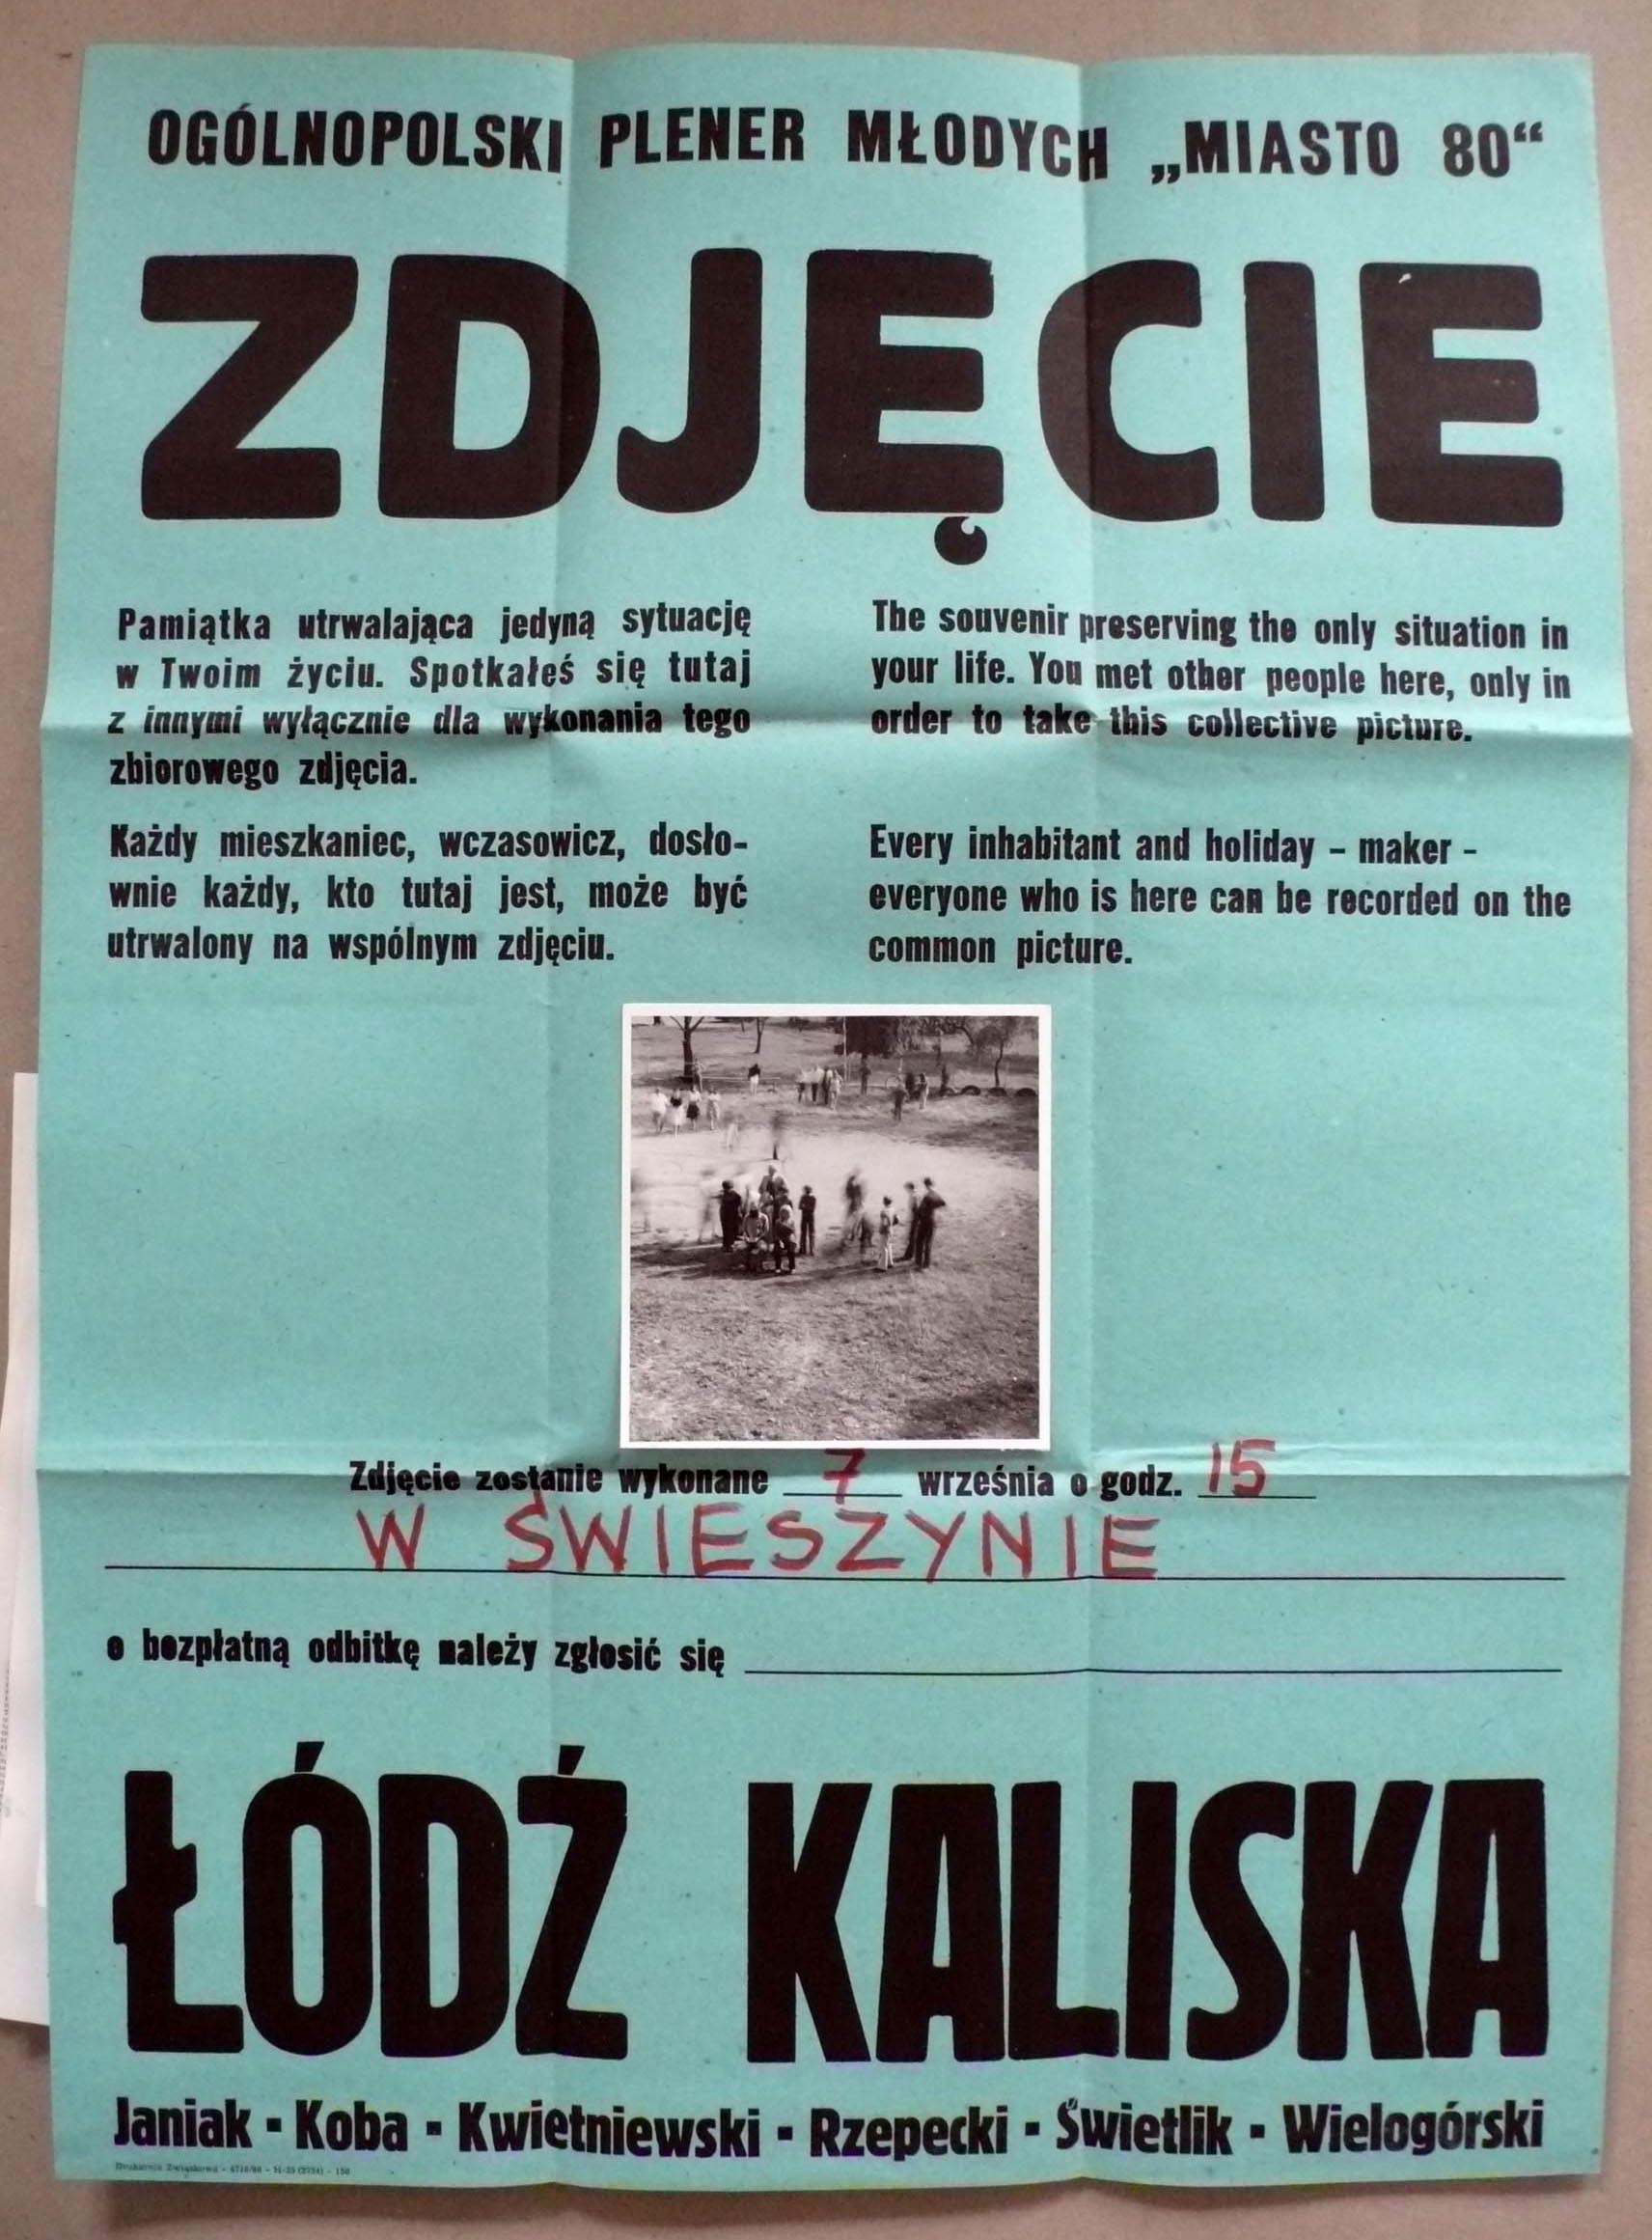 OGÓLNOPOLSKI PLENER MŁODYCH „MIASTO 80“
ZDJĘCIE
Pamiątka utrwalająca jedyną sytuację
w Twoim życiu. Spotkałeś się tutaj
z innymi wyłącznie dla wykonania tego
zbiorowego zdjęcia.
Każdy mieszkaniec, wczasowicz, dosło-
wnie każdy, kto tutaj jest, może być
utrwalony na wspólnym zdjęciu.
The souvenir preserving the only situation in
your life. You met other people here, only in
order to take this collective picture.
Every inhabitant and holiday - maker -
everyone who is here can be recorded on the
common picture.
Zdjęcie zostanie wykonane 7 września o godz. 15
W ŚWIESZYNIE
o bezpłatną odbitkę należy zgłosić się
ŁÓDŹ KALISKA
Janiak - Koba - Kwietniewski - Rzepecki - Świetlik - Wielogórski
Drukarnia Związkowa